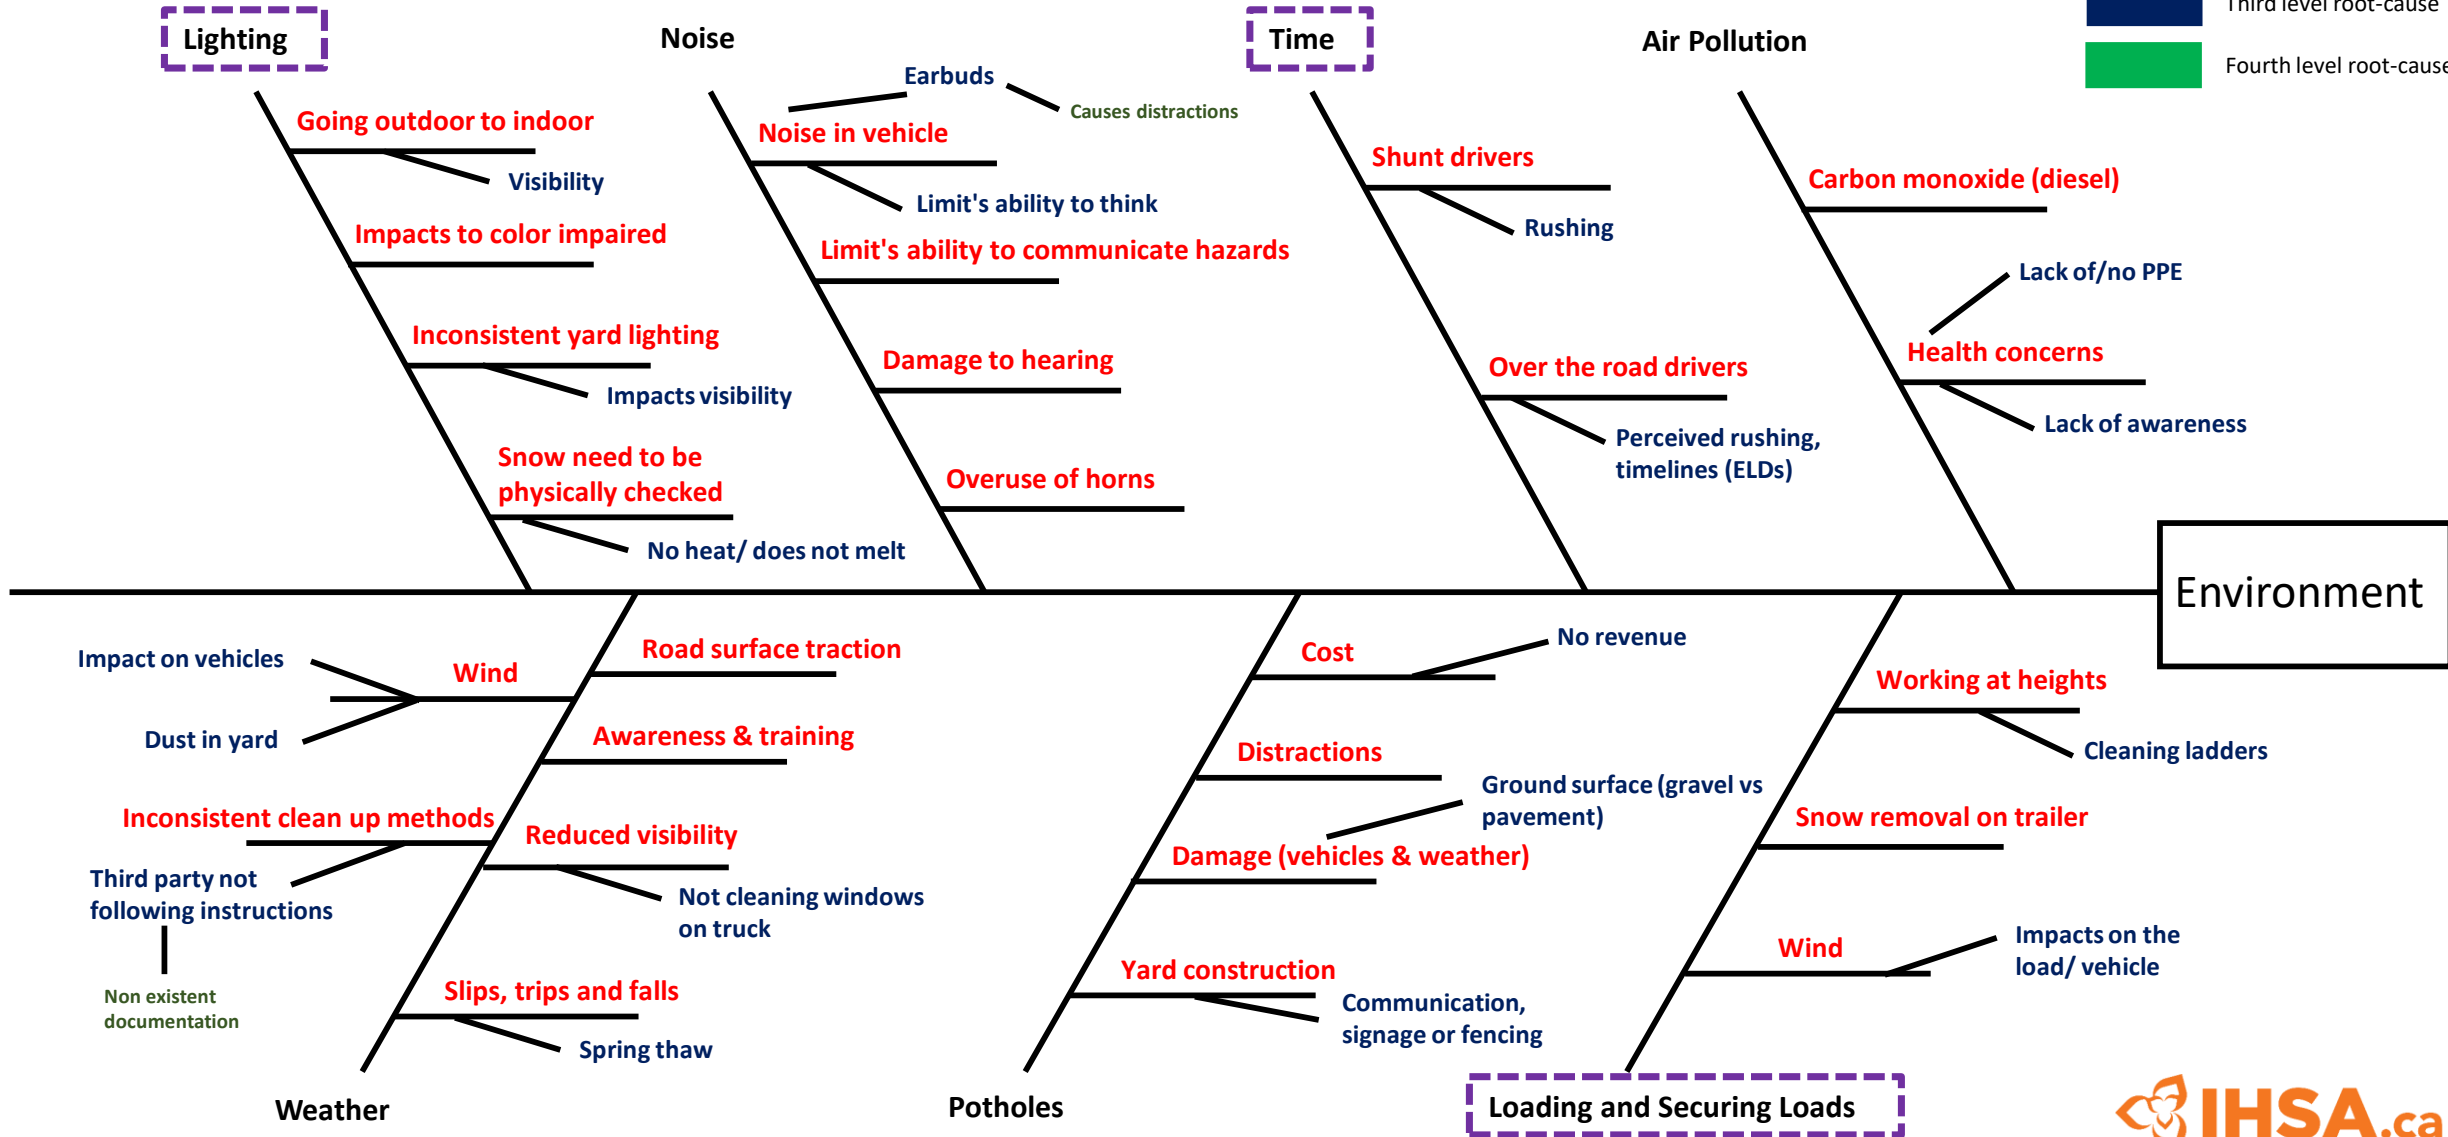 Third level root-cause
Fourth level root-cause
Lighting
Noise
Time
Air Pollution
Going outdoor to indoor
Visibility
Impacts to color impaired
Inconsistent yard lighting
Impacts visibility
Snow need to be
physically checked
No heat/ does not melt
Earbuds
Causes distractions
Noise in vehicle
Limit's ability to think
Limit's ability to communicate hazards
Damage to hearing
Overuse of horns
Shunt drivers
Rushing
Over the road drivers
Perceived rushing,
timelines (ELDs)
Carbon monoxide (diesel)
Lack of/no PPE
Health concerns
Lack of awareness
Environment
Impact on vehicles
Wind
Dust in yard
Road surface traction
Awareness & training
Inconsistent clean up methods
Third party not
following instructions
Non existent
documentation
Reduced visibility
Not cleaning windows
on truck
Slips, trips and falls
Spring thaw
Weather
Cost
No revenue
Distractions
Ground surface (gravel vs
pavement)
Damage (vehicles & weather)
Yard construction
Communication,
signage or fencing
Potholes
Working at heights
Cleaning ladders
Snow removal on trailer
Wind
Impacts on the
load/ vehicle
Loading and Securing Loads
IHSA.ca